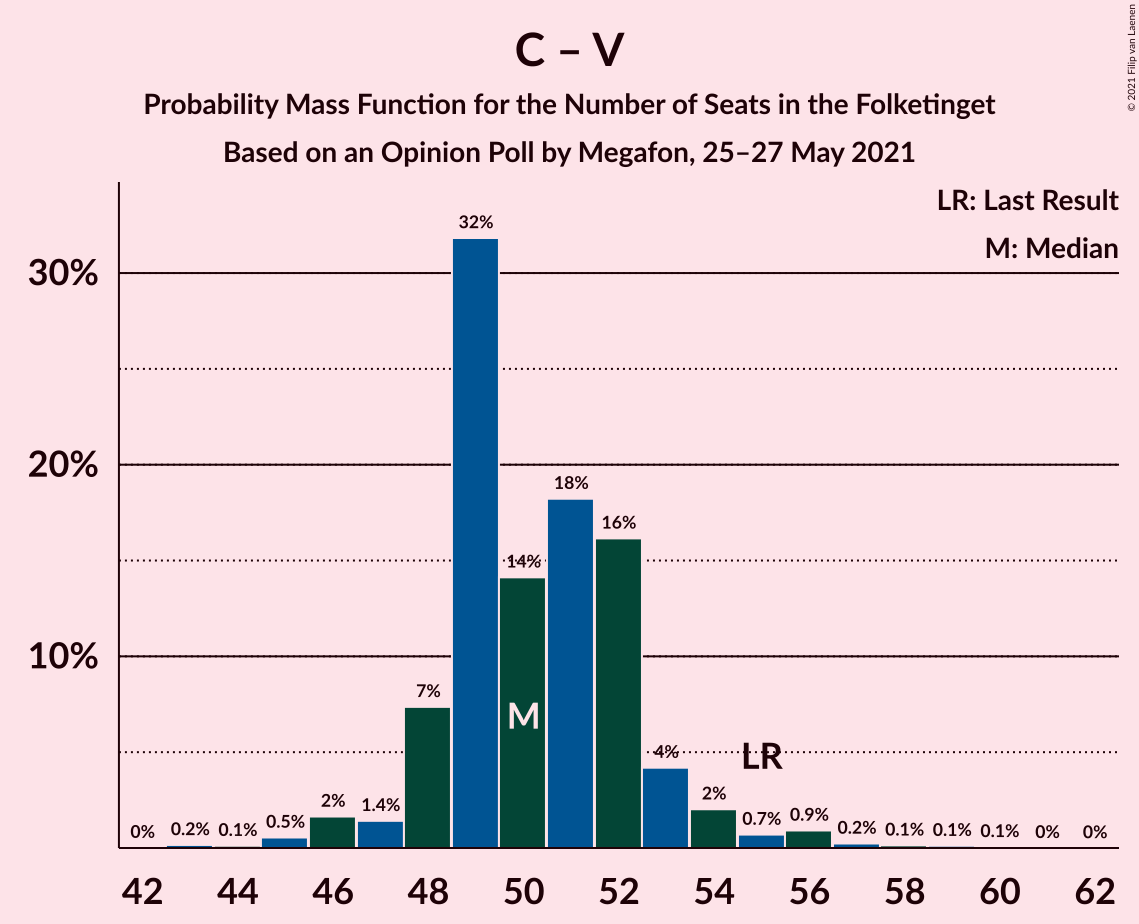 C – V
Probability Mass Function for the Number of Seats in the Folketinget
Based on an Opinion Poll by Megafon, 25–27 May 2021
© 2021 Filip van Laenen
LR: Last Result
M: Median
30%
20%
10%
0%
0.2%
0.1%
0.5%
2%
1.4%
7%
32%
14%
18%
16%
4%
2%
0.7%
0.9%
0.2%
0.1%
0.1%
0.1%
0%
0%
M
LR
42 44 46 48 50 52 54 56 58 60 62